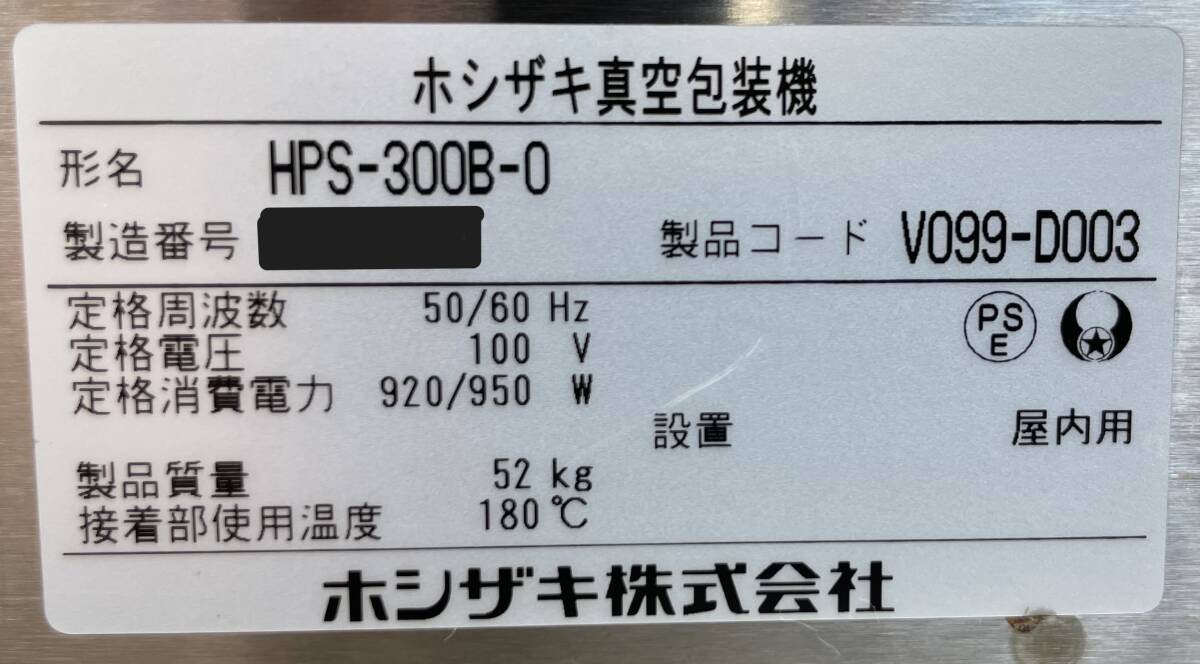 ホシザキ真空包装機
形名 HPS-300B-0
製造番号 製品コード V099-D003
定格周波数 50/60 Hz
定格電圧 100 V
定格消費電力 920/950 W
PS
E
設置 屋内用
製品質量 52 kg
接着部使用温度 180 ℃
ホシザキ株式会社